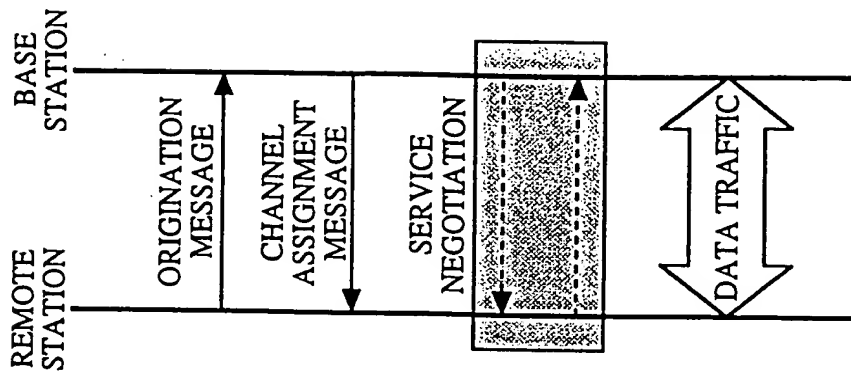 REMOTE
STATION
BASE
STATION
ORIGINATION
MESSAGE
CHANNEL
ASSIGNMENT
MESSAGE
SERVICE
NEGOTIATION
DATA TRAFFIC